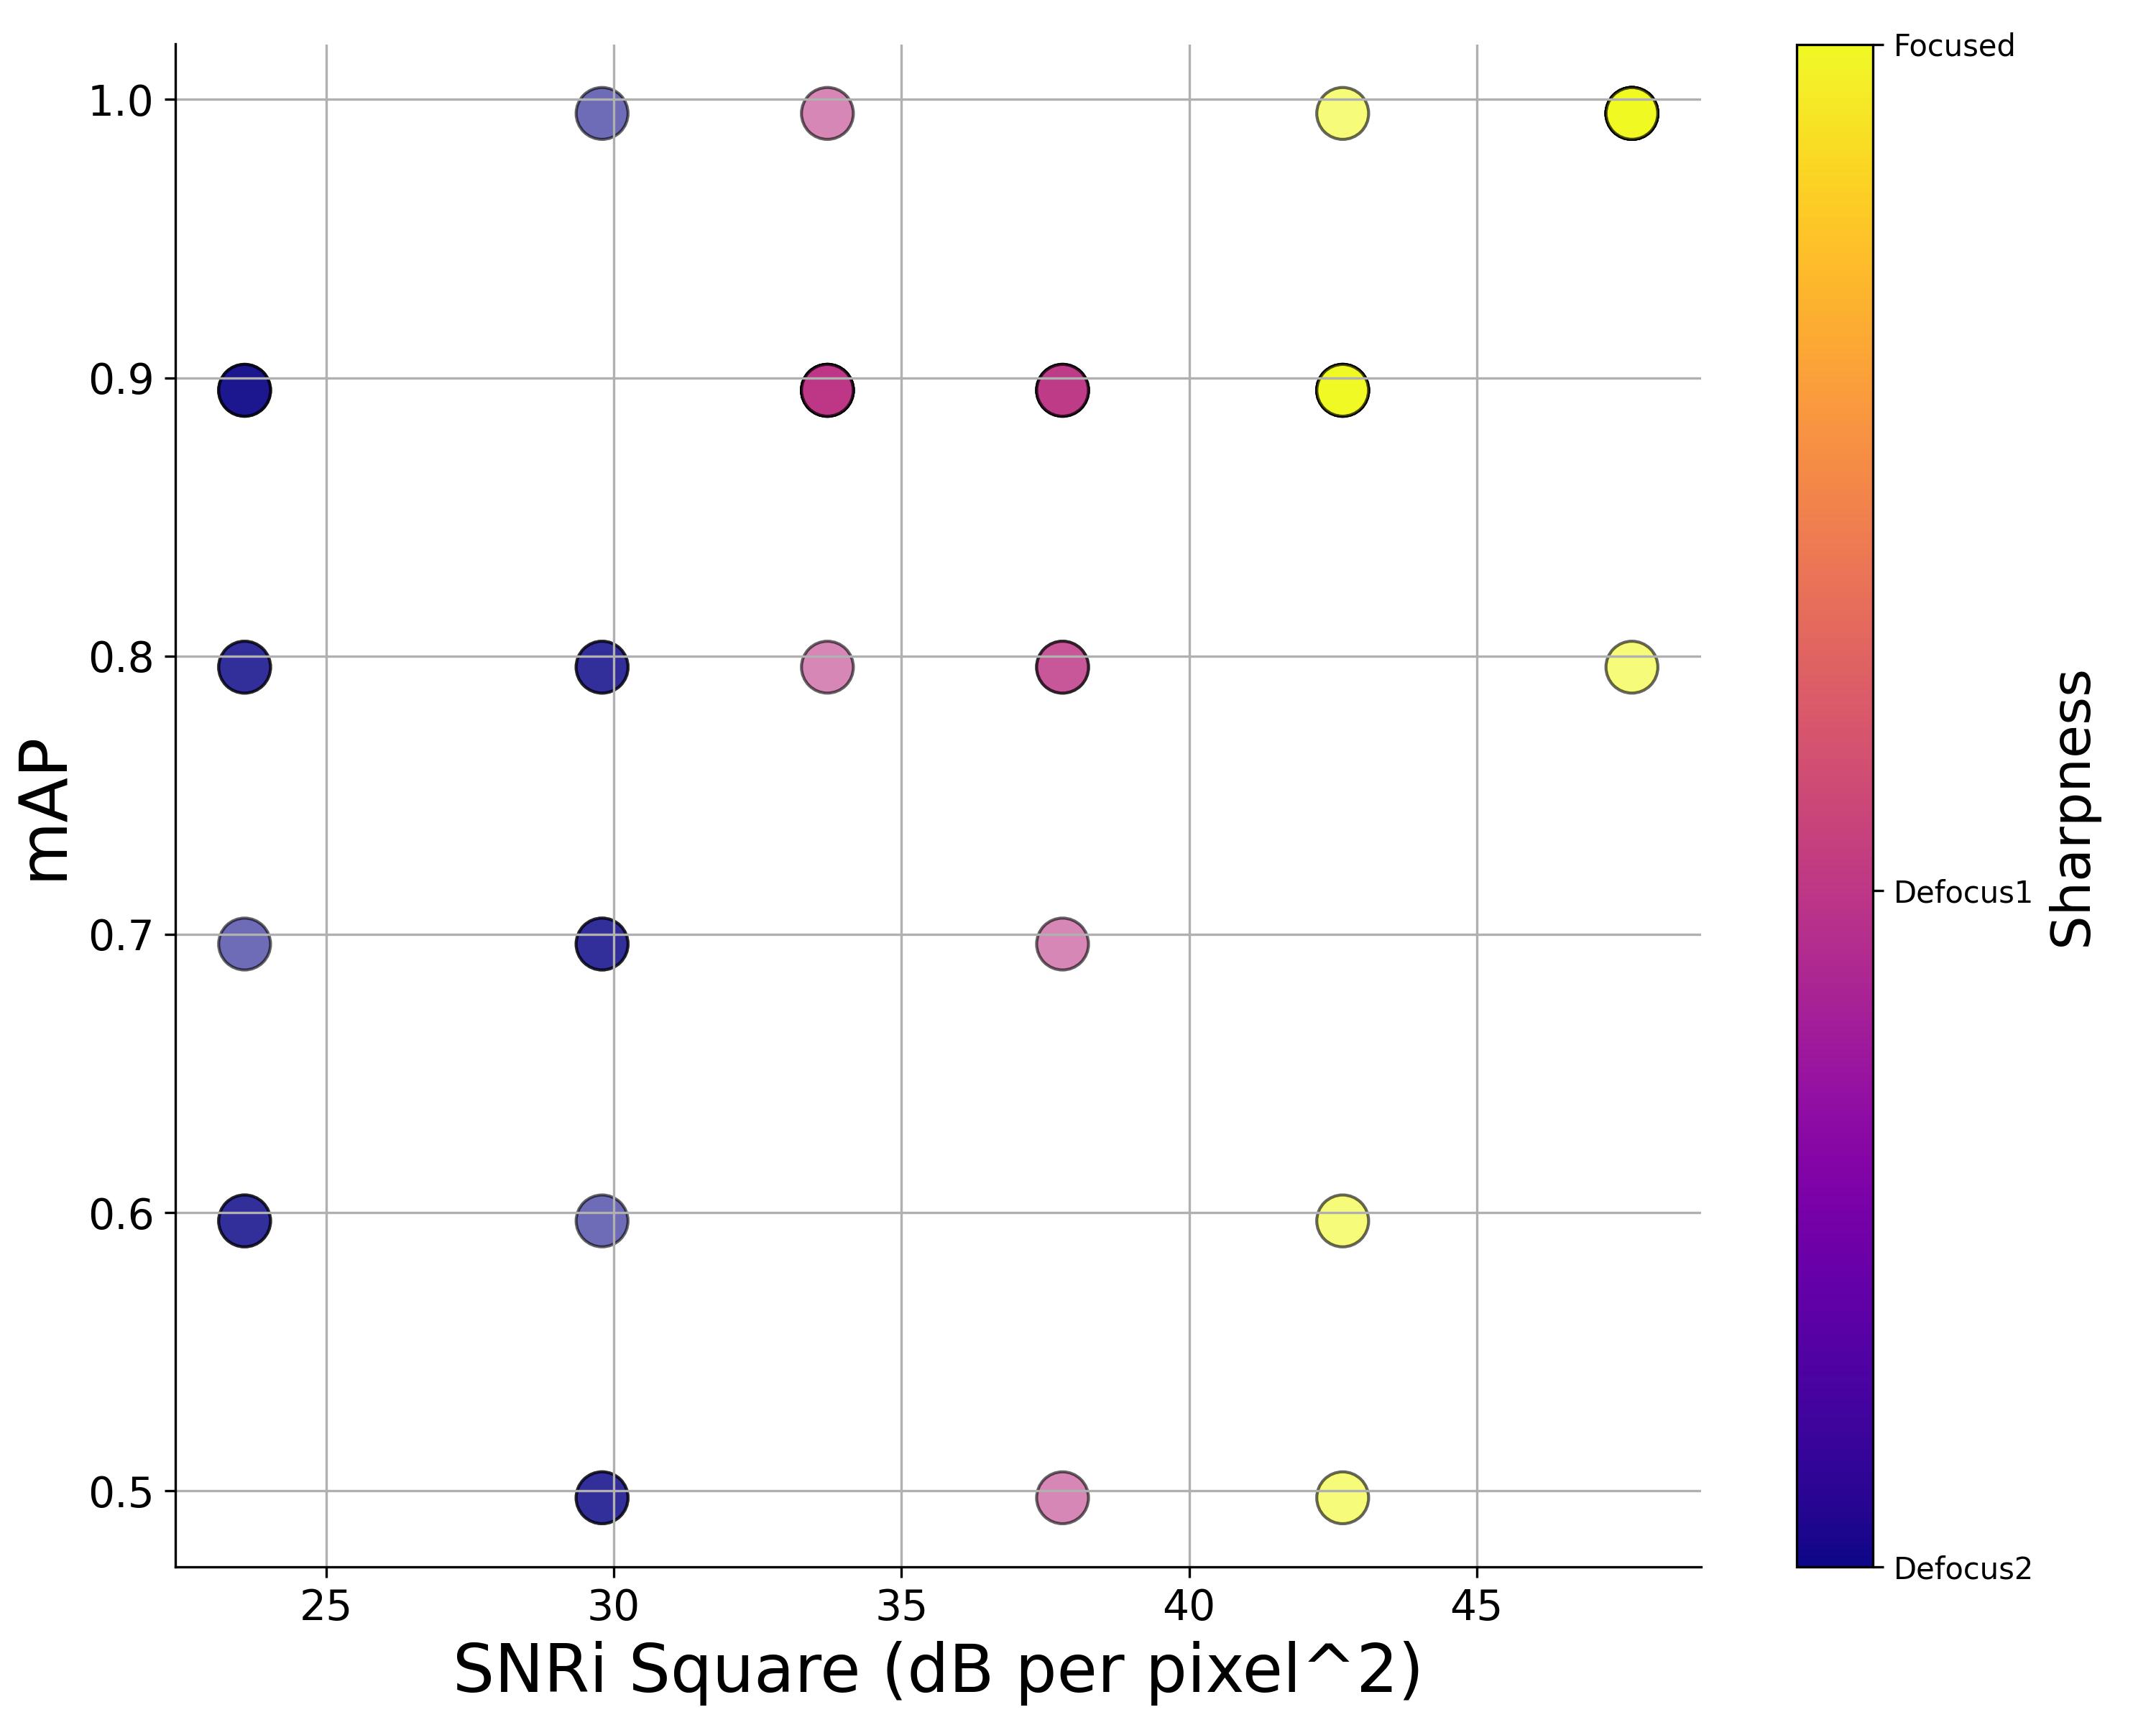 1.0
0.9
0.8
0.7
0.6
0.5
mAP
25 30 35 40 45
SNRi Square (dB per pixel^2)
Focused
Defocus1
Defocus2
Sharpness